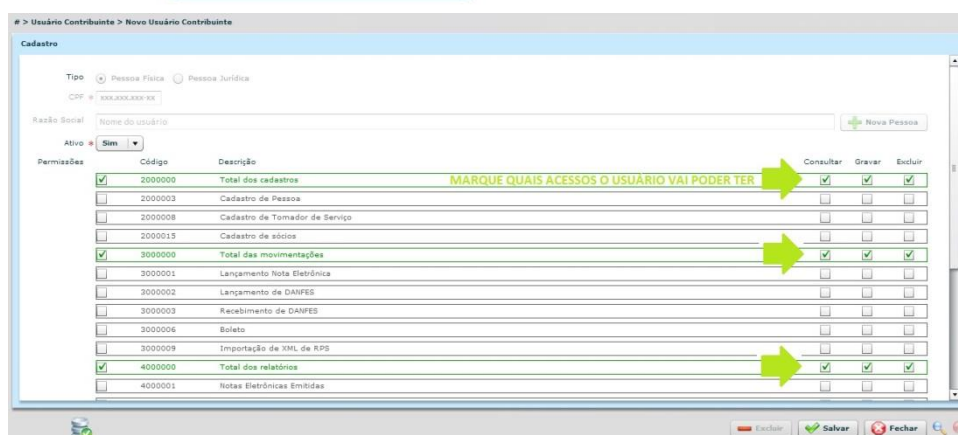 # > Usuário Contribuinte > Novo Usuário Contribuinte
Cadastro
Tipo Pessoa Física Pessoa Jurídica
CPF * xxx.xxx.xxx-xx
Razão Social Nome do usuário Nova Pessoa
Ativo * Sim
Permissões Código Descrição Consultar Gravar Excluir
2000000 Total dos cadastros MARQUE QUAIS ACESSOS O USUÁRIO VAI PODER TER
2000003 Cadastro de Pessoa
2000008 Cadastro de Tomador de Serviço
2000015 Cadastro de sócios
3000000 Total das movimentações
3000001 Lançamento Nota Eletrônica
3000002 Lançamento de DANFES
3000003 Recebimento de DANFES
3000006 Boleto
3000009 Importação de XML de RPS
4000000 Total dos relatórios
4000001 Notas Eletrônicas Emitidas
Excluir Salvar Fechar